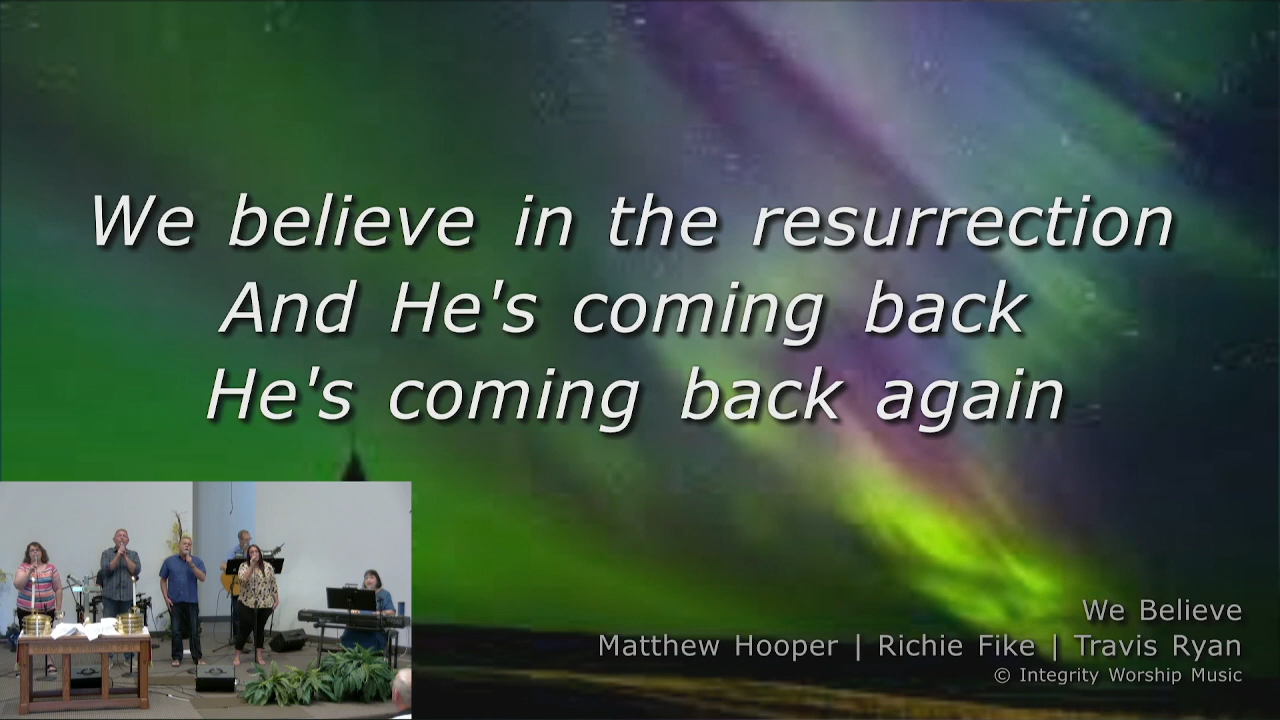 We believe in the resurrection
And He's coming back
He's coming back again
We Believe
Matthew Hooper | Richie Fike | Travis Ryan
© Integrity Worship Music